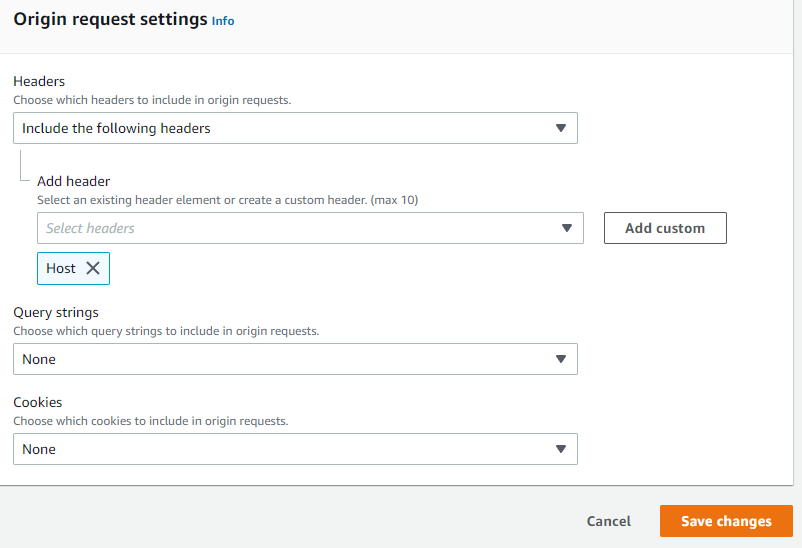 Origin request settings Info
Headers
Choose which headers to include in origin requests.
Include the following headers
Add header
Select an existing header element or create a custom header. (max 10)
Select headers
Add custom
Host
Query strings
Choose which query strings to include in origin requests.
None
Cookies
Choose which cookies to include in origin requests.
None
Cancel
Save changes